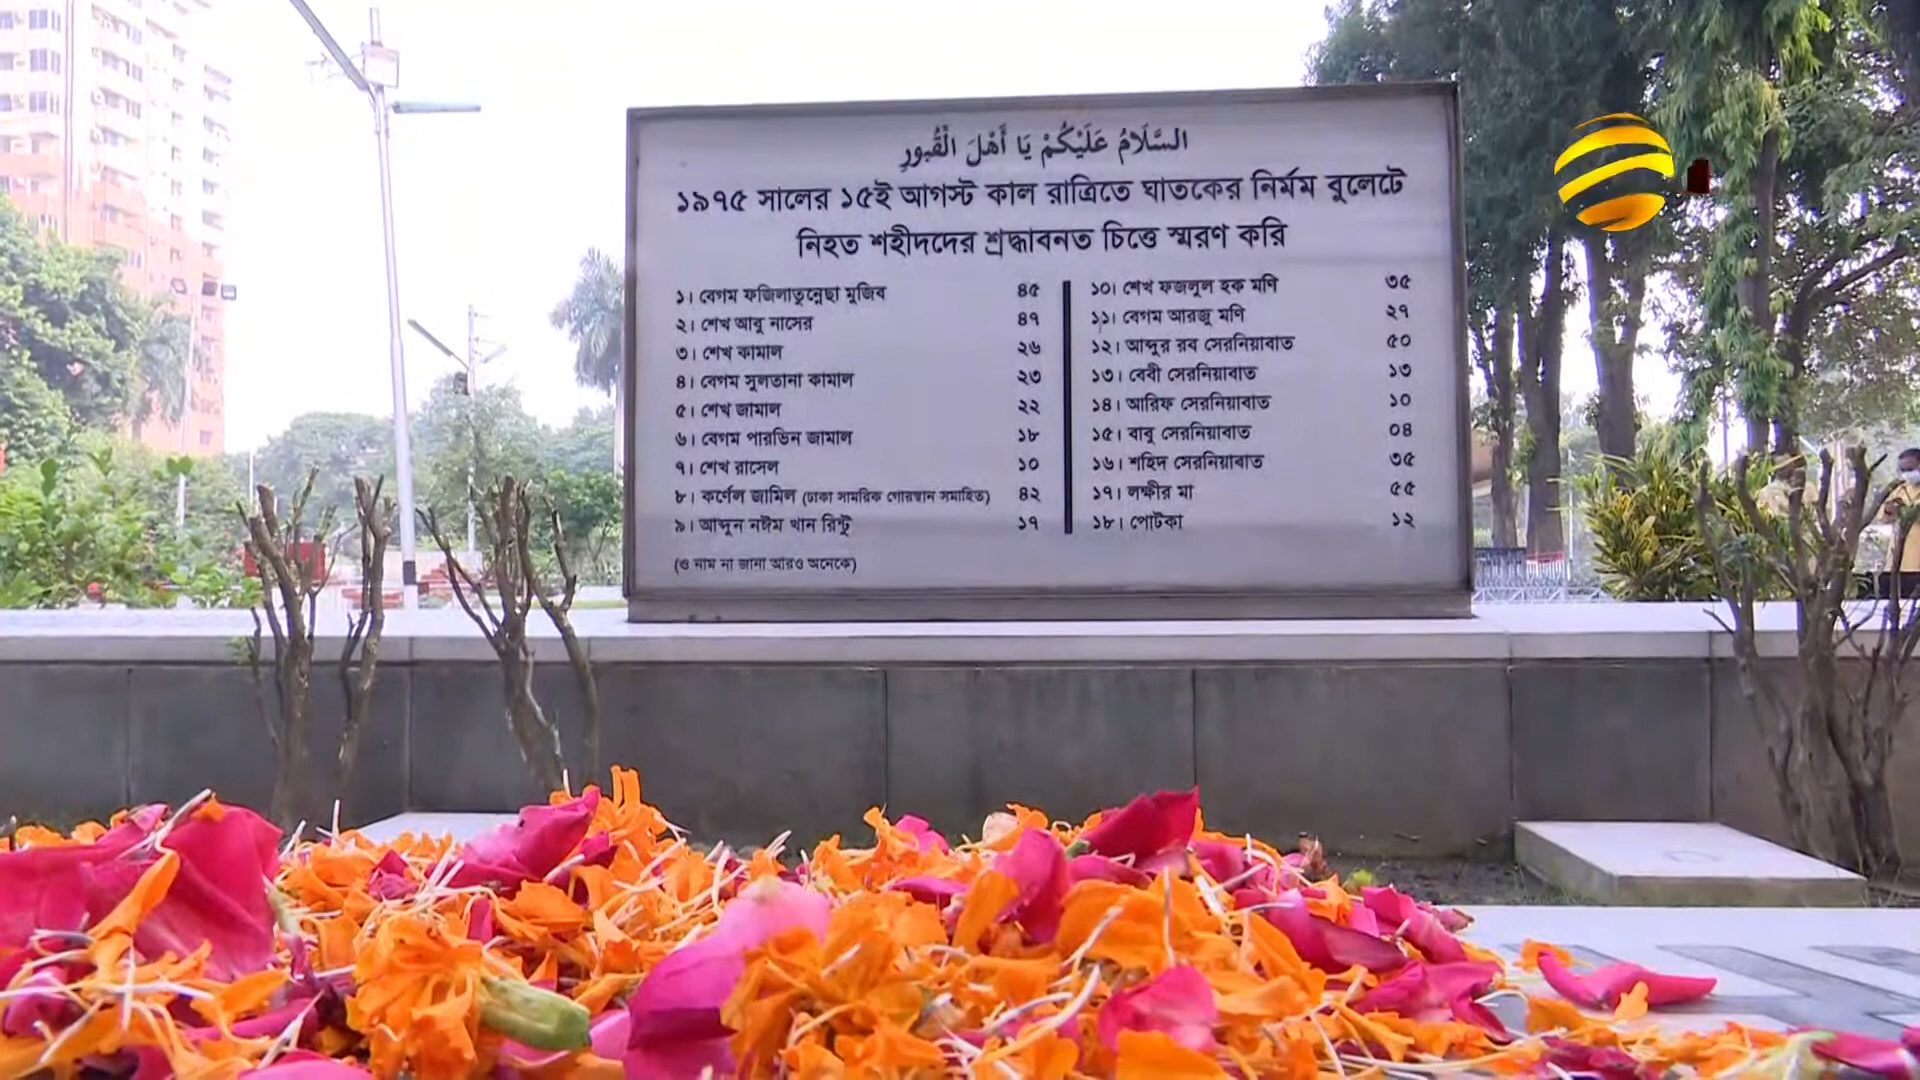 السَّلَامُ عَلَيْكُمْ يَا أَهْلَ الْقُبُورِ
১৯৭৫ সালের ১৫ই আগস্ট কাল রাত্রিতে ঘাতকের নির্মম বুলেটে
নিহত শহীদদের শ্রদ্ধাবনত চিত্তে স্মরণ করি
১। বেগম ফজিলাতুন্নেছা মুজিব ৪৫
২। শেখ আবু নাসের ৪৭
৩। শেখ কামাল ২৬
৪। বেগম সুলতানা কামাল ২৩
৫। শেখ জামাল ২২
৬। বেগম পারভিন জামাল ১৮
৭। শেখ রাসেল ১০
৮। কর্ণেল জামিল (ঢাকা সামরিক গোরস্থান সমাহিত) ৪২
৯। আব্দুন নঈম খান রিন্টু ১৭
(ও নাম না জানা আরও অনেকে)
১০। শেখ ফজলুল হক মণি ৩৫
১১। বেগম আরজু মণি ২৭
১২। আব্দুর রব সেরনিয়াবাত ৫০
১৩। বেবী সেরনিয়াবাত ১৩
১৪। আরিফ সেরনিয়াবাত ১০
১৫। বাবু সেরনিয়াবাত ০৪
১৬। শহিদ সেরনিয়াবাত ৩৫
১৭। লক্ষীর মা ৫৫
১৮। পোটকা ১২